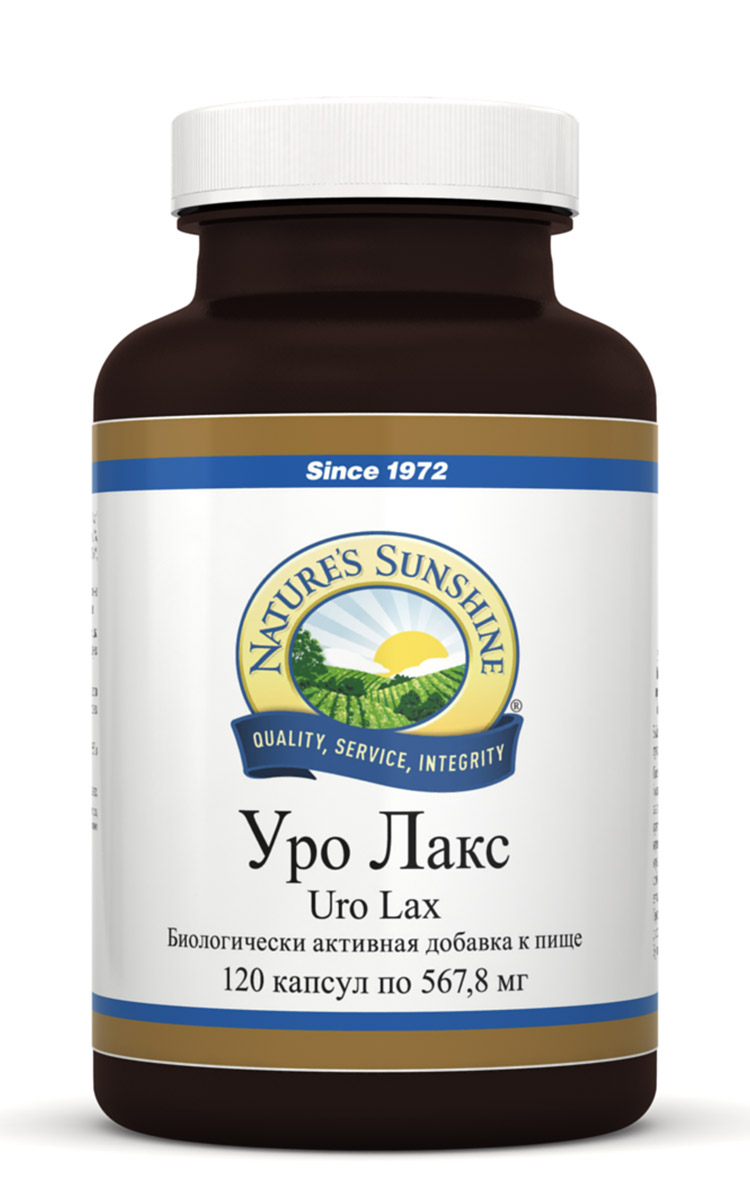 Since 1972
NATURE'S SUNSHINE
®
QUALITY, SERVICE, INTEGRITY
Уро Лакс
Uro Lax
Биологически активная добавка к пище
120 капсул по 567,8 мг